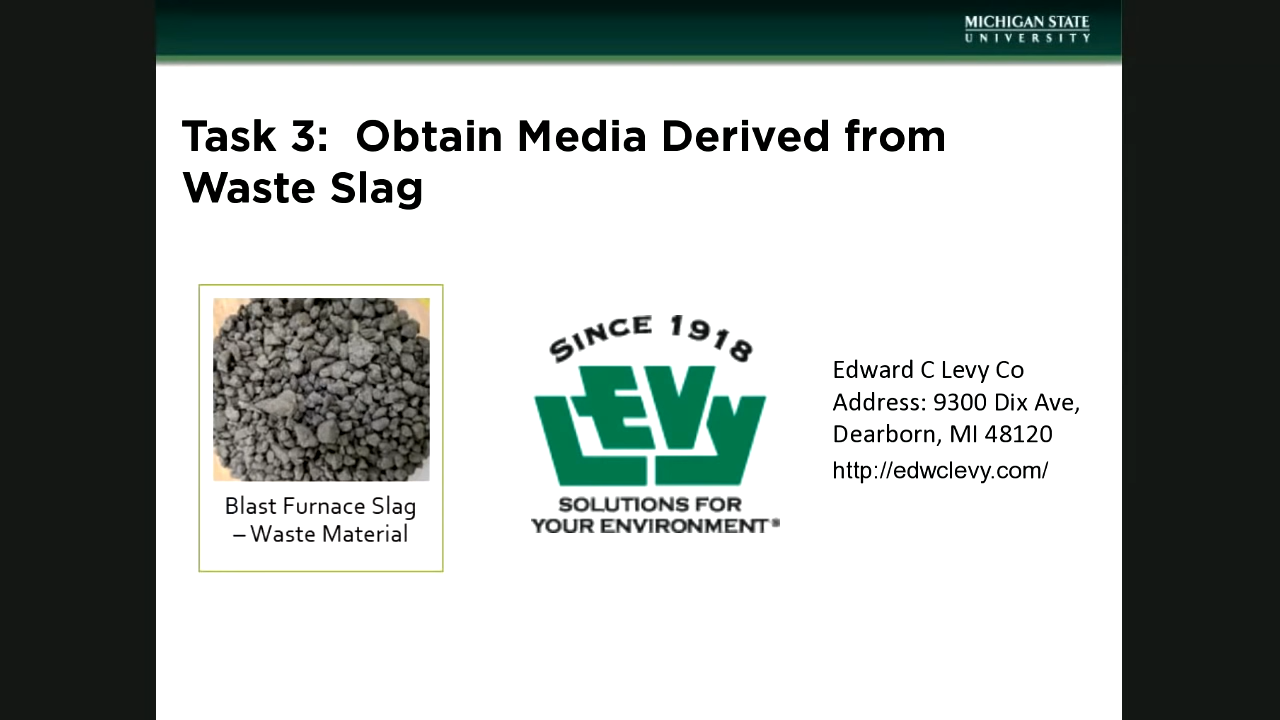 MICHIGAN STATE
UNIVERSITY
Task 3: Obtain Media Derived from
Waste Slag
Blast Furnace Slag
– Waste Material
SINCE 1918
LEVY
SOLUTIONS FOR
YOUR ENVIRONMENT®
Edward C Levy Co
Address: 9300 Dix Ave,
Dearborn, MI 48120
http://edwclevy.com/